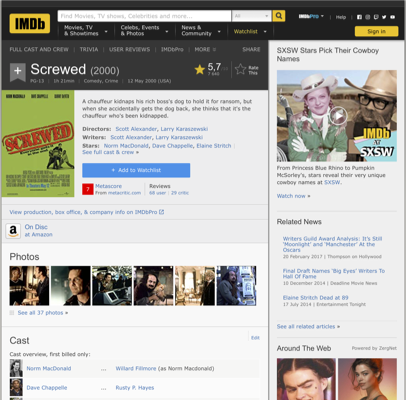 IMDb
Find Movies, TV shows, Celebrities and more...
All
IMDbPro
Help
Movies, TV & Showtimes
Celebs, Events & Photos
News & Community
Watchlist
Sign in
FULL CAST AND CREW | TRIVIA | USER REVIEWS | IMDbPro | MORE
SHARE
Screwed (2000)
PG-13 | 1h 21min | Comedy, Crime | 12 May 2000 (USA)
5,7
Rate This
SCREWED
A chauffeur kidnaps his rich boss's dog to hold it for ransom, but
when she accidentally gets the dog back, she thinks that it's the
chauffeur who's been kidnapped.
Directors: Scott Alexander, Larry Karaszewski
Writers: Scott Alexander, Larry Karaszewski
Stars: Norm MacDonald, Dave Chappelle, Elaine Stritch
See full cast & crew »
+ Add to Watchlist
7
Metascore
From metacritic.com
Reviews
68 user | 29 critic
View production, box office, & company info on IMDbPro
On Disc
at Amazon
Photos
See all 37 photos »
Cast
Edit
Cast overview, first billed only:
Norm MacDonald ... Willard Fillmore (as Norm Macdonald)
Dave Chappelle ... Rusty P. Hayes
SXSW Stars Pick Their Cowboy
Names
IMDb
AT
SXSW
From Princess Blue Rhino to Pumpkin
McSorley's, stars reveal their very unique
cowboy names at SXSW.
Watch now »
Related News
Writers Guild Award Analysis: It's Still
'Moonlight' and 'Manchester' At the
Oscars
20 February 2017 | Thompson on Hollywood
Final Draft Names 'Big Eyes' Writers To
Hall Of Fame
10 December 2014 | Deadline Movie News
Elaine Stritch Dead at 89
17 July 2014 | Entertainment Tonight
See all related articles »
Around The Web
Powered by ZergNet